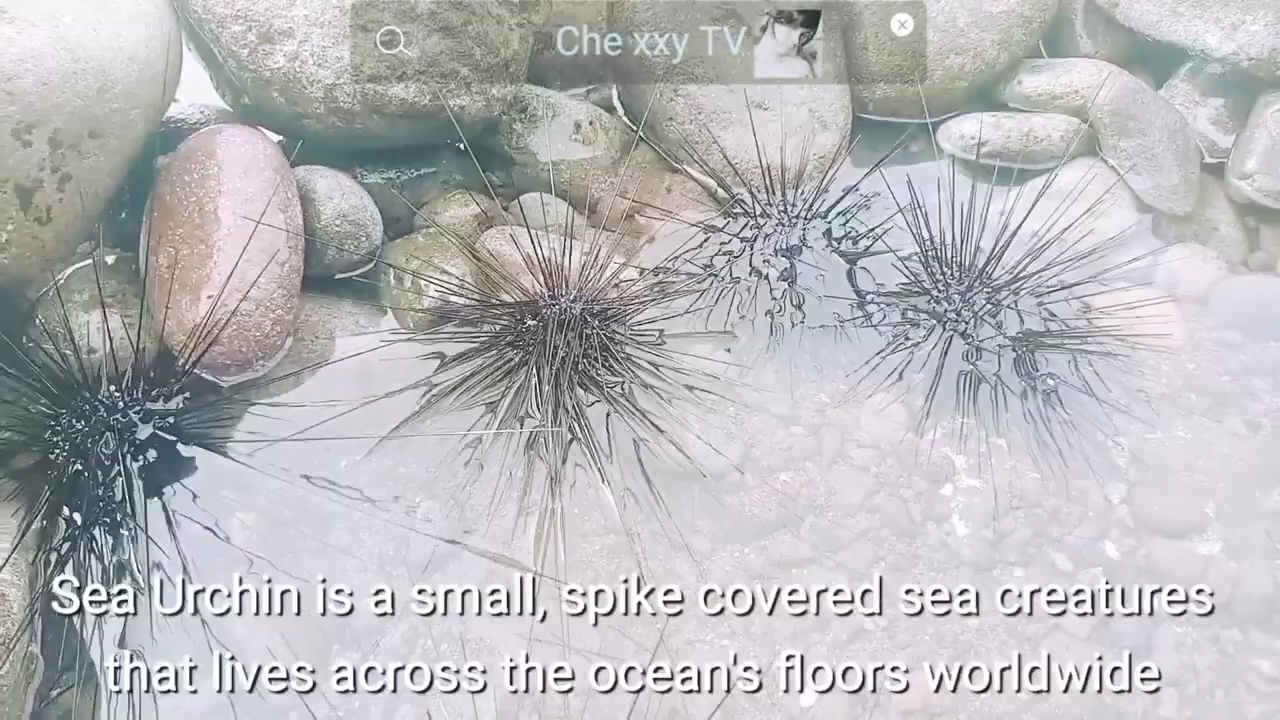 Che xxy TV
Sea Urchin is a small, spike covered sea creatures
that lives across the ocean's floors worldwide